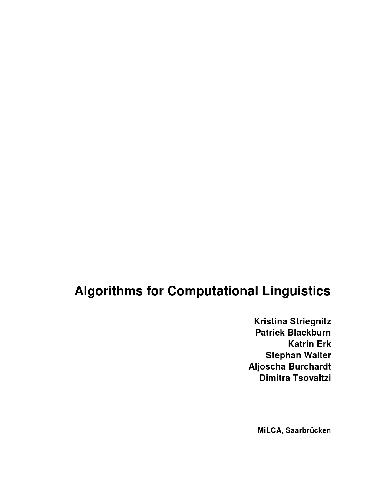 Algorithms for Computational Linguistics
Kristina Striegnitz
Patrick Blackburn
Katrin Erk
Stephan Walter
Aljoscha Burchardt
Dimitra Tsovaltzi
MiLCA, Saarbrücken